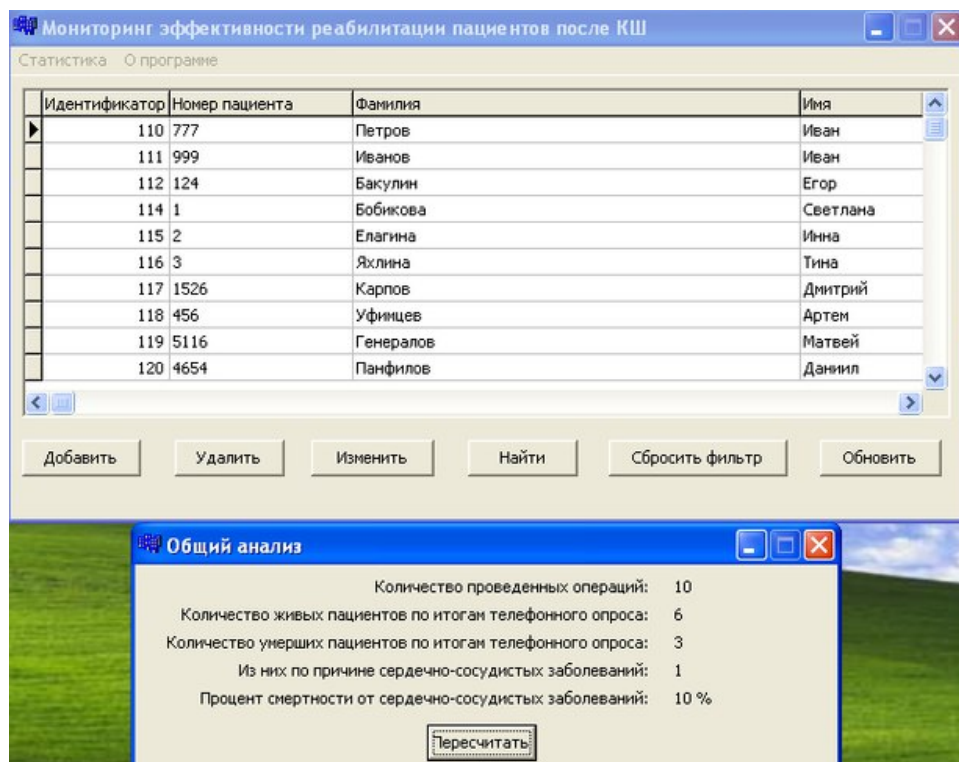 Мониторинг эффективности реабилитации пациентов после КШ
Статистика О программе
Идентификатор Номер пациента Фамилия Имя
110 777 Петров Иван
111 999 Иванов Иван
112 124 Бакулин Егор
114 1 Бобикова Светлана
115 2 Елагина Инна
116 3 Яхлина Тина
117 1526 Карпов Дмитрий
118 456 Уфимцев Артем
119 5116 Генералов Матвей
120 4654 Панфилов Даниил
Добавить Удалить Изменить Найти Сбросить фильтр Обновить
Общий анализ
Количество проведенных операций: 10
Количество живых пациентов по итогам телефонного опроса: 6
Количество умерших пациентов по итогам телефонного опроса: 3
Из них по причине сердечно-сосудистых заболеваний: 1
Процент смертности от сердечно-сосудистых заболеваний: 10 %
Пересчитать